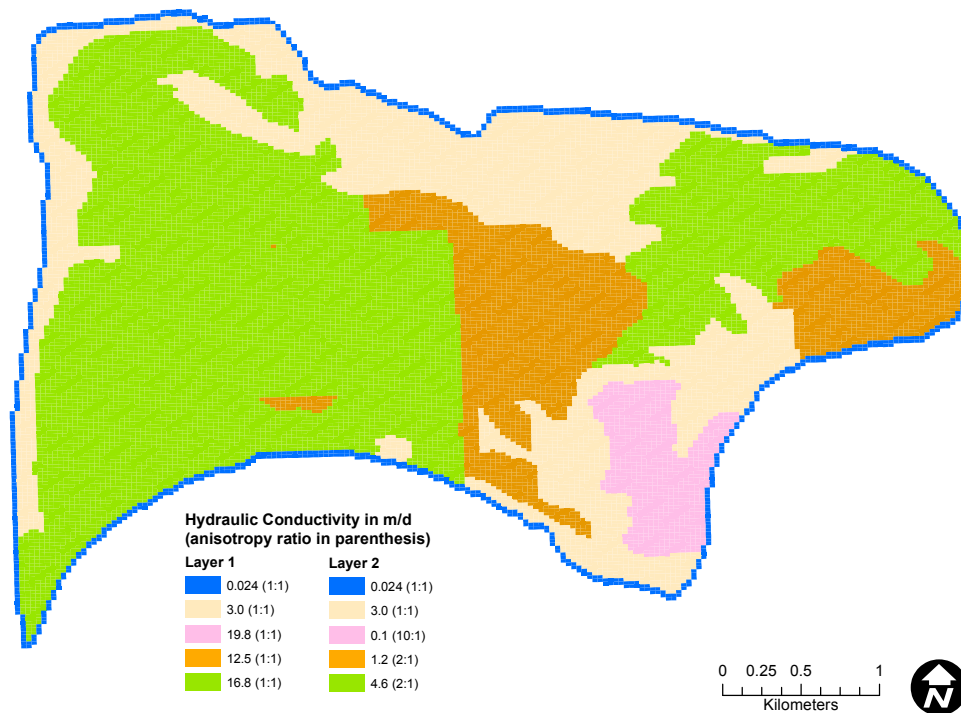 Hydraulic Conductivity in m/d
(anisotropy ratio in parenthesis)
Layer 1 Layer 2
0.024 (1:1) 0.024 (1:1)
3.0 (1:1) 3.0 (1:1)
19.8 (1:1) 0.1 (10:1)
12.5 (1:1) 1.2 (2:1)
16.8 (1:1) 4.6 (2:1)
0 0.25 0.5 1
Kilometers
N